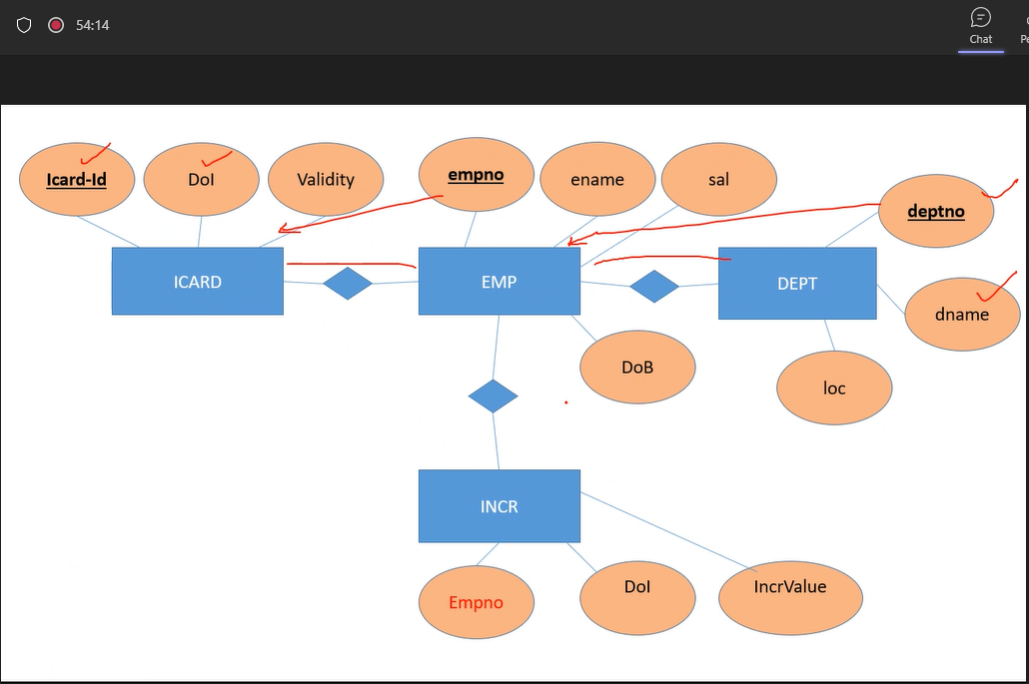 54:14
Chat
Icard-Id
DoI
Validity
empno
ename
sal
deptno
ICARD
EMP
DEPT
dname
DoB
loc
INCR
Empno
DoI
IncrValue